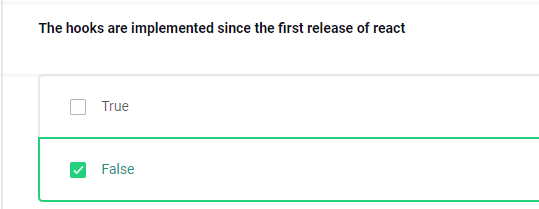 The hooks are implemented since the first release of react
True
False